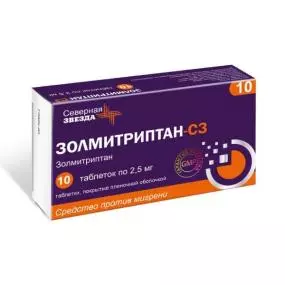 Северная
ЗВЕЗДА
10
ЗОЛМИТРИПТАН-СЗ
Золмитриптан
10 таблеток по 2,5 мг
таблетки, покрытые пленочной оболочкой
GMP
Средство против мигрени